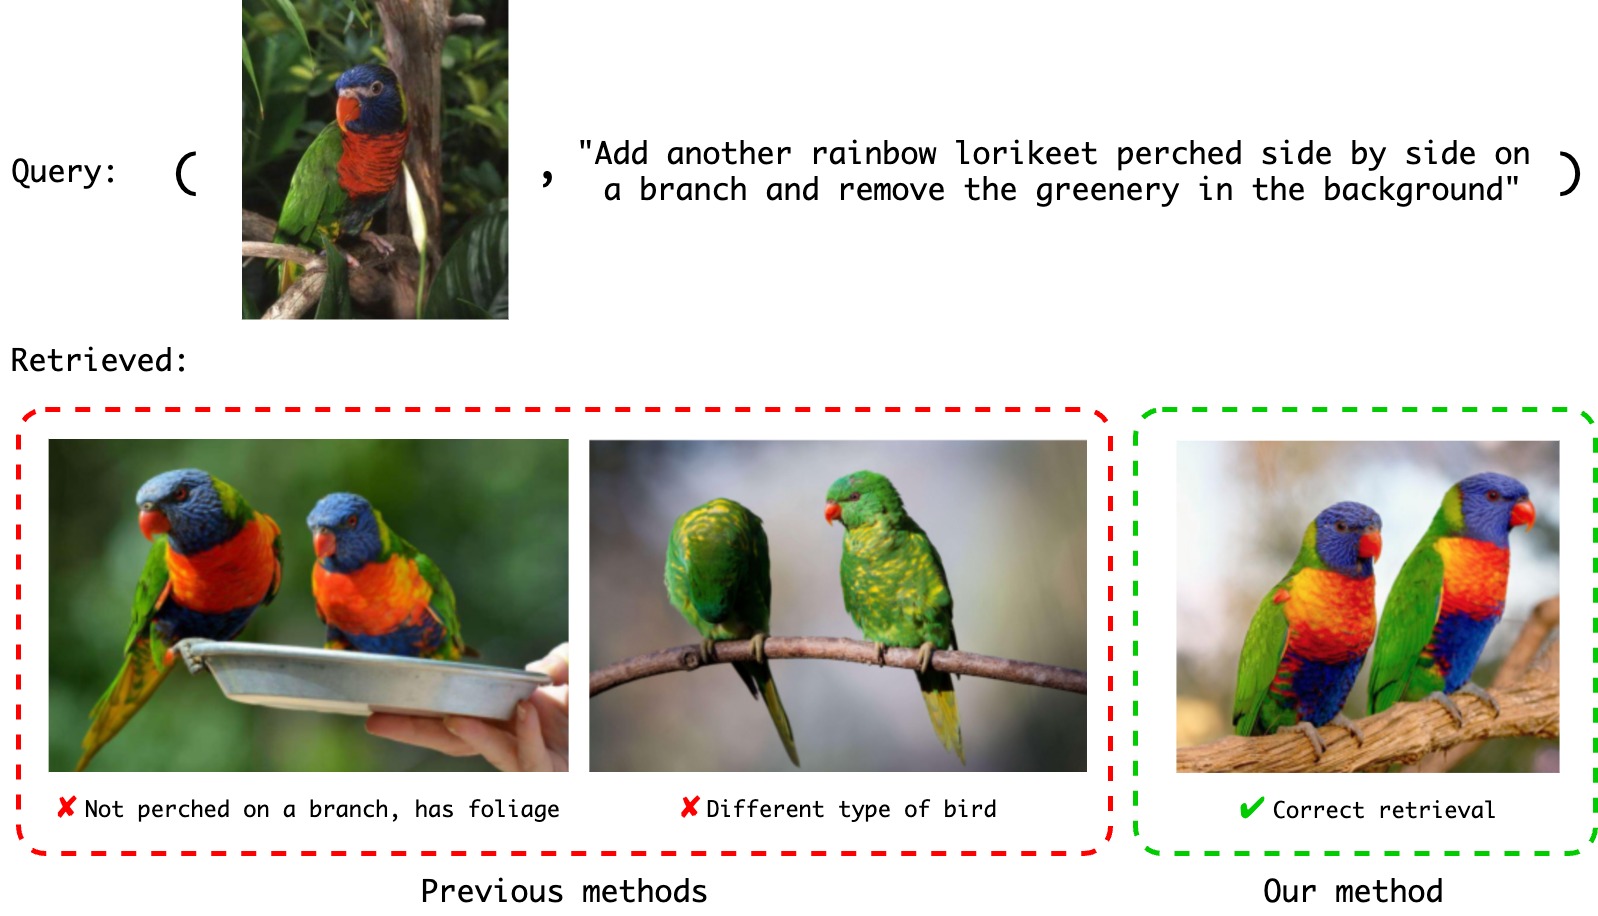 Query: ( , "Add another rainbow lorikeet perched side by side on
a branch and remove the greenery in the background" )
Retrieved:
✘ Not perched on a branch, has foliage
✘ Different type of bird
✔ Correct retrieval
Previous methods
Our method